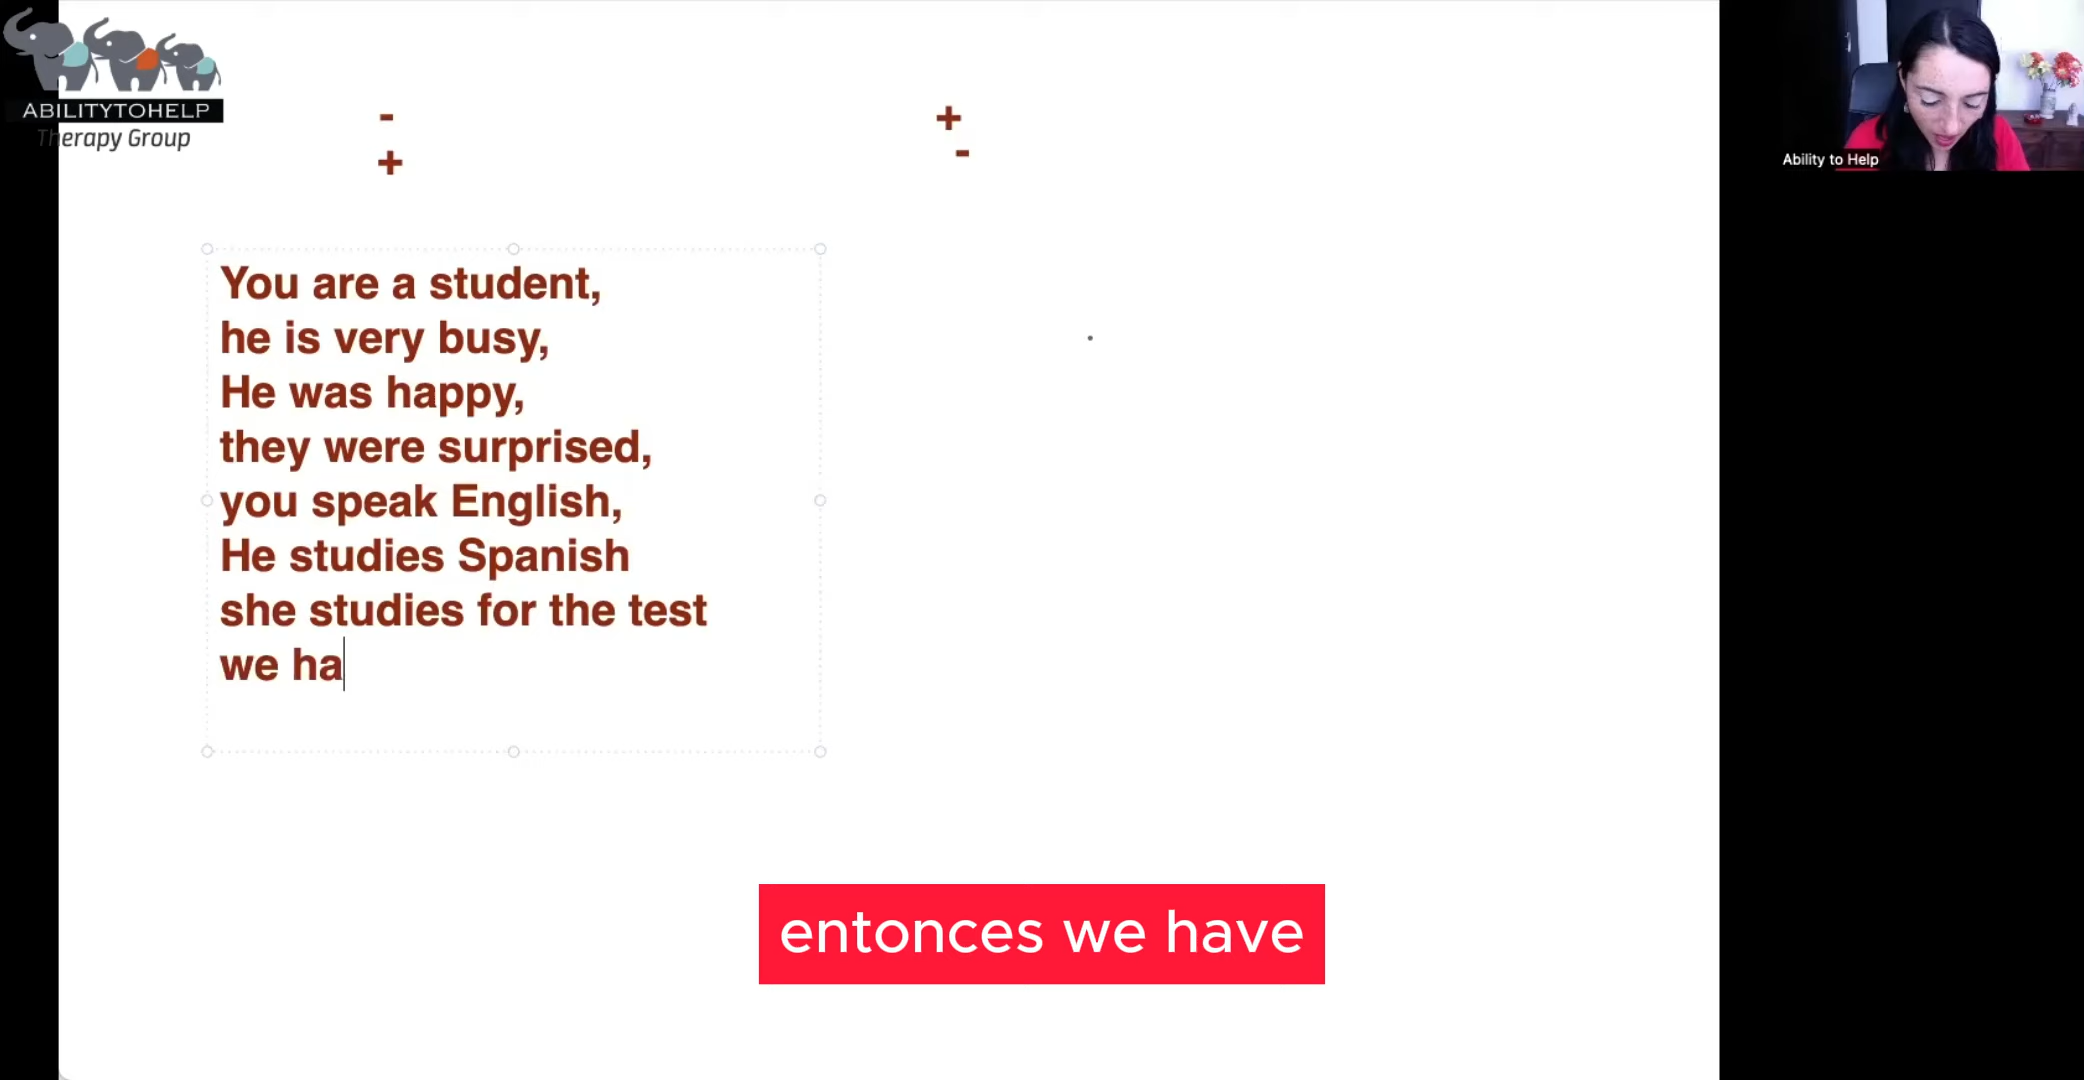 ABILITYTOHELP
Therapy Group
-
+
+
-
Ability to Help
You are a student,
he is very busy,
He was happy,
they were surprised,
you speak English,
He studies Spanish
she studies for the test
we ha
entonces we have